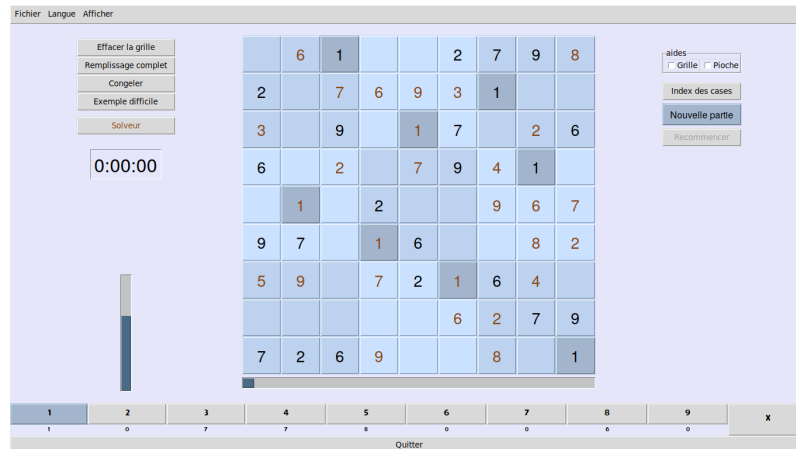 Fichier Langue Afficher
Effacer la grille
Remplissage complet
Congeler
Exemple difficile
Solveur
0:00:00
6 1 2 7 9 8
2 7 6 9 3 1
3 9 1 7 2 6
6 2 7 9 4 1
1 2 9 6 7
9 7 1 6 8 2
5 9 7 2 1 6 4
6 2 7 9
7 2 6 9 8 1
aides
Grille Pioche
Index des cases
Nouvelle partie
Recommencer
1 2 3 4 5 6 7 8 9 x
1 0 7 7 8 0 0 6 0
Quitter